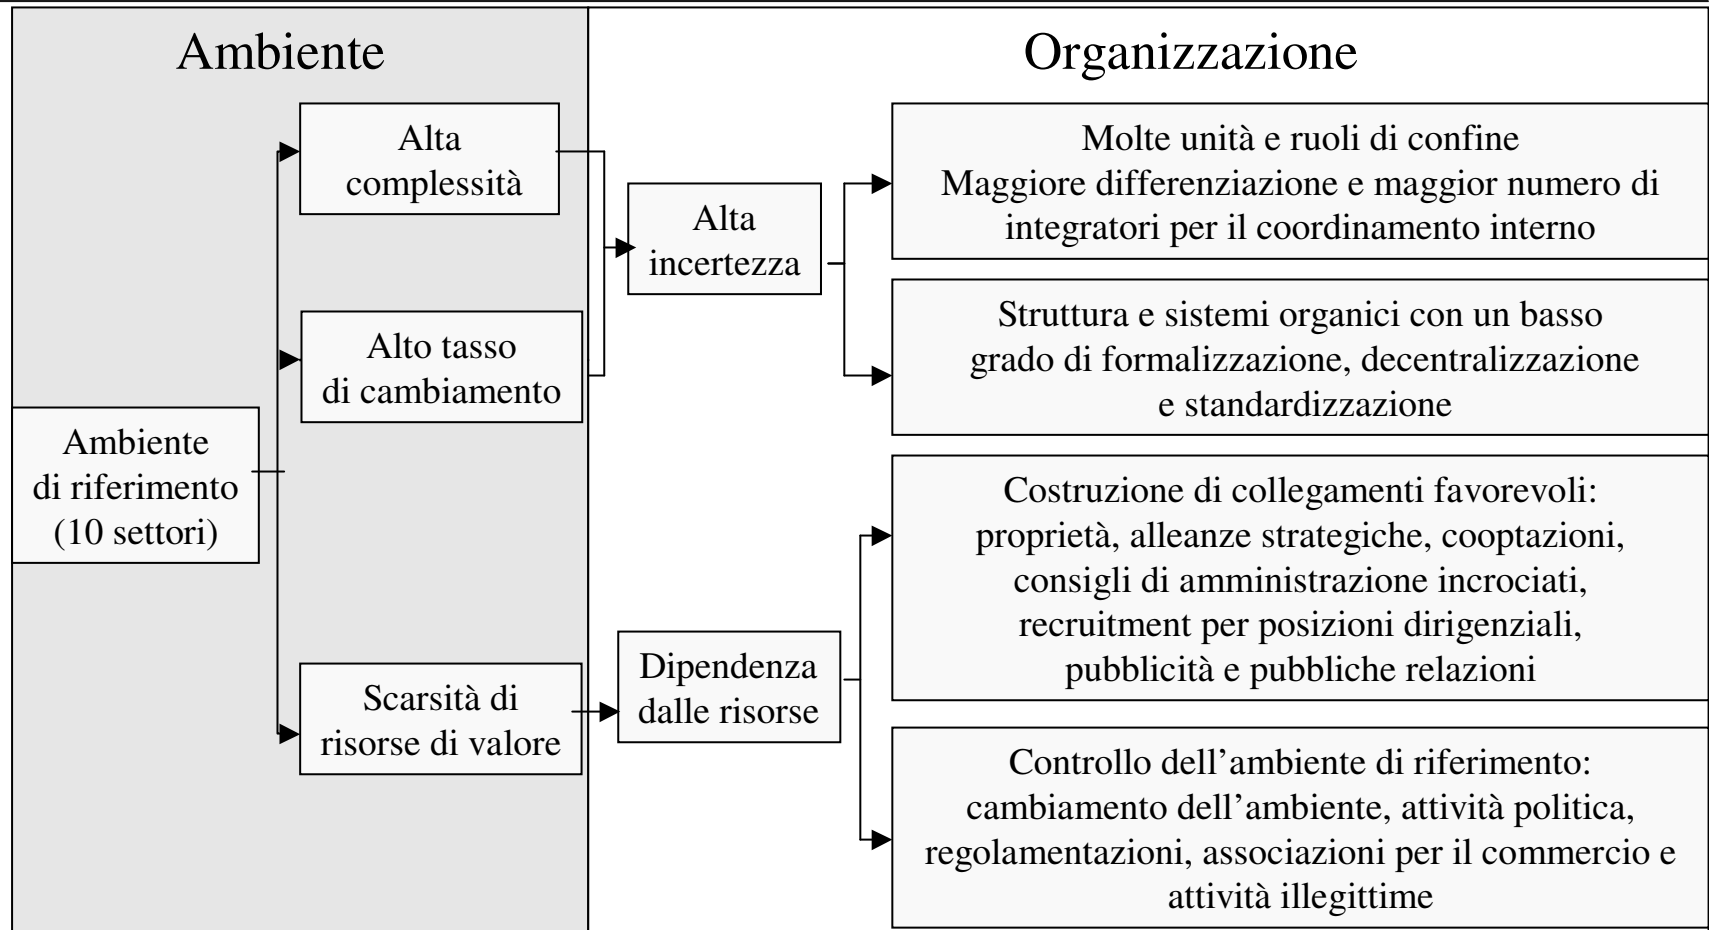 Ambiente
Organizzazione
Alta
complessità
Alto tasso
di cambiamento
Ambiente
di riferimento
(10 settori)
Scarsità di
risorse di valore
Alta
incertezza
Dipendenza
dalle risorse
Molte unità e ruoli di confine
Maggiore differenziazione e maggior numero di
integratori per il coordinamento interno
Struttura e sistemi organici con un basso
grado di formalizzazione, decentralizzazione
e standardizzazione
Costruzione di collegamenti favorevoli:
proprietà, alleanze strategiche, cooptazioni,
consigli di amministrazione incrociati,
recruitment per posizioni dirigenziali,
pubblicità e pubbliche relazioni
Controllo dell’ambiente di riferimento:
cambiamento dell’ambiente, attività politica,
regolamentazioni, associazioni per il commercio e
attività illegittime